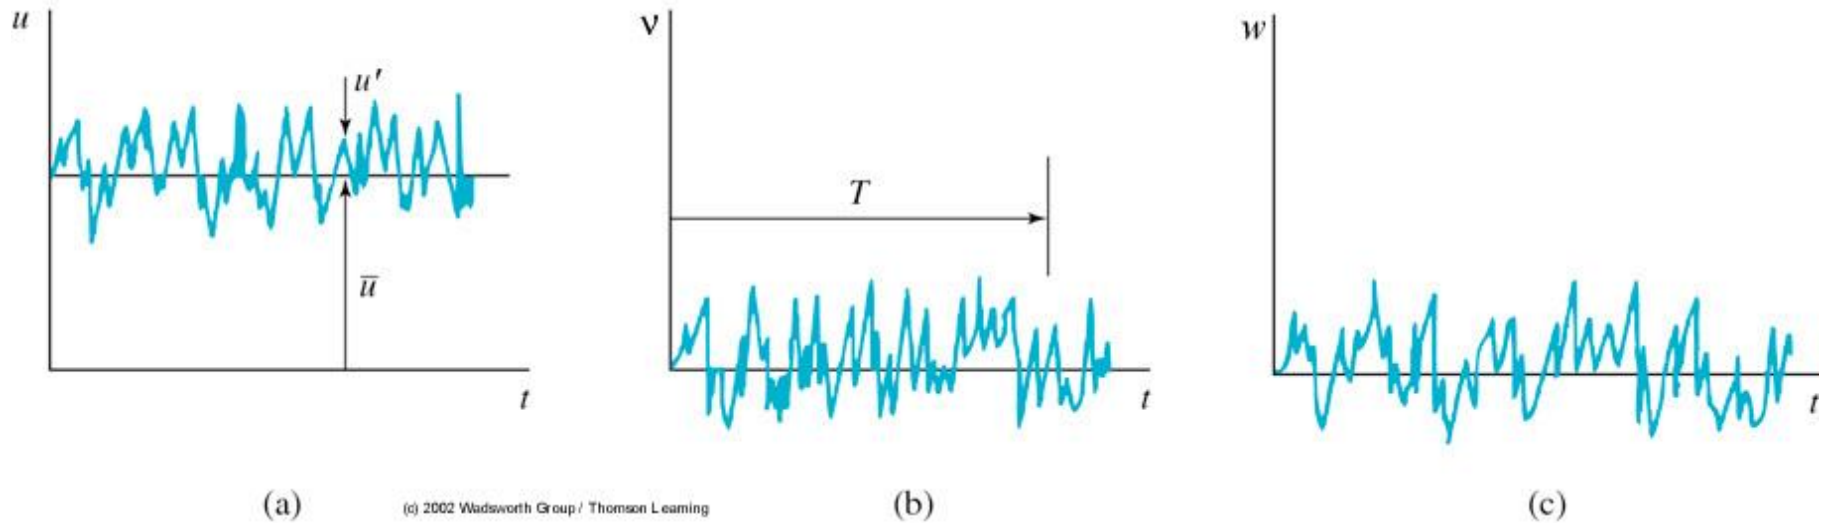 u
u′
u̅
t
(a)
ν
T
t
(b)
w
t
(c)
(c) 2002 Wadsworth Group / Thomson Learning